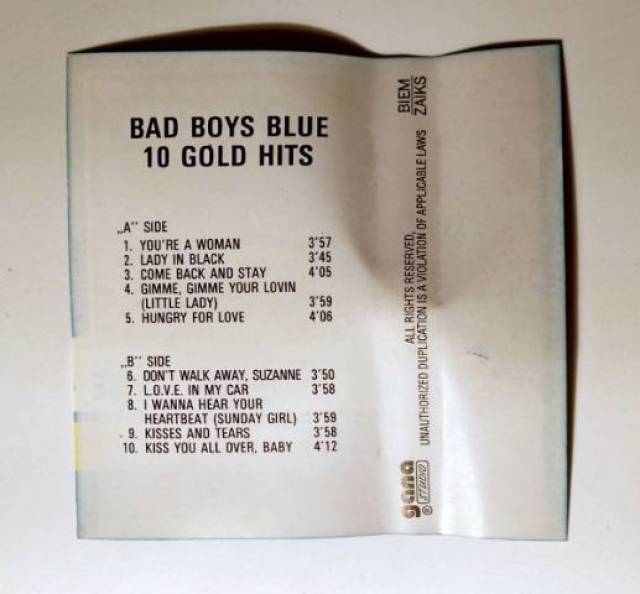 BAD BOYS BLUE
10 GOLD HITS
„A" SIDE
1. YOU'RE A WOMAN 3'57
2. LADY IN BLACK 3'45
3. COME BACK AND STAY 4'05
4. GIMME, GIMME YOUR LOVIN
(LITTLE LADY) 3'59
5. HUNGRY FOR LOVE 4'06
„B" SIDE
6. DON'T WALK AWAY, SUZANNE 3'50
7. L.O.V.E. IN MY CAR 3'58
8. I WANNA HEAR YOUR
HEARTBEAT (SUNDAY GIRL) 3'59
9. KISSES AND TEARS 3'58
10. KISS YOU ALL OVER, BABY 4'12
BIEM
ZAIKS
ALL RIGHTS RESERVED,
UNAUTHORIZED DUPLICATION IS A VIOLATION OF APPLICABLE LAWS
gana
STUDIO ®